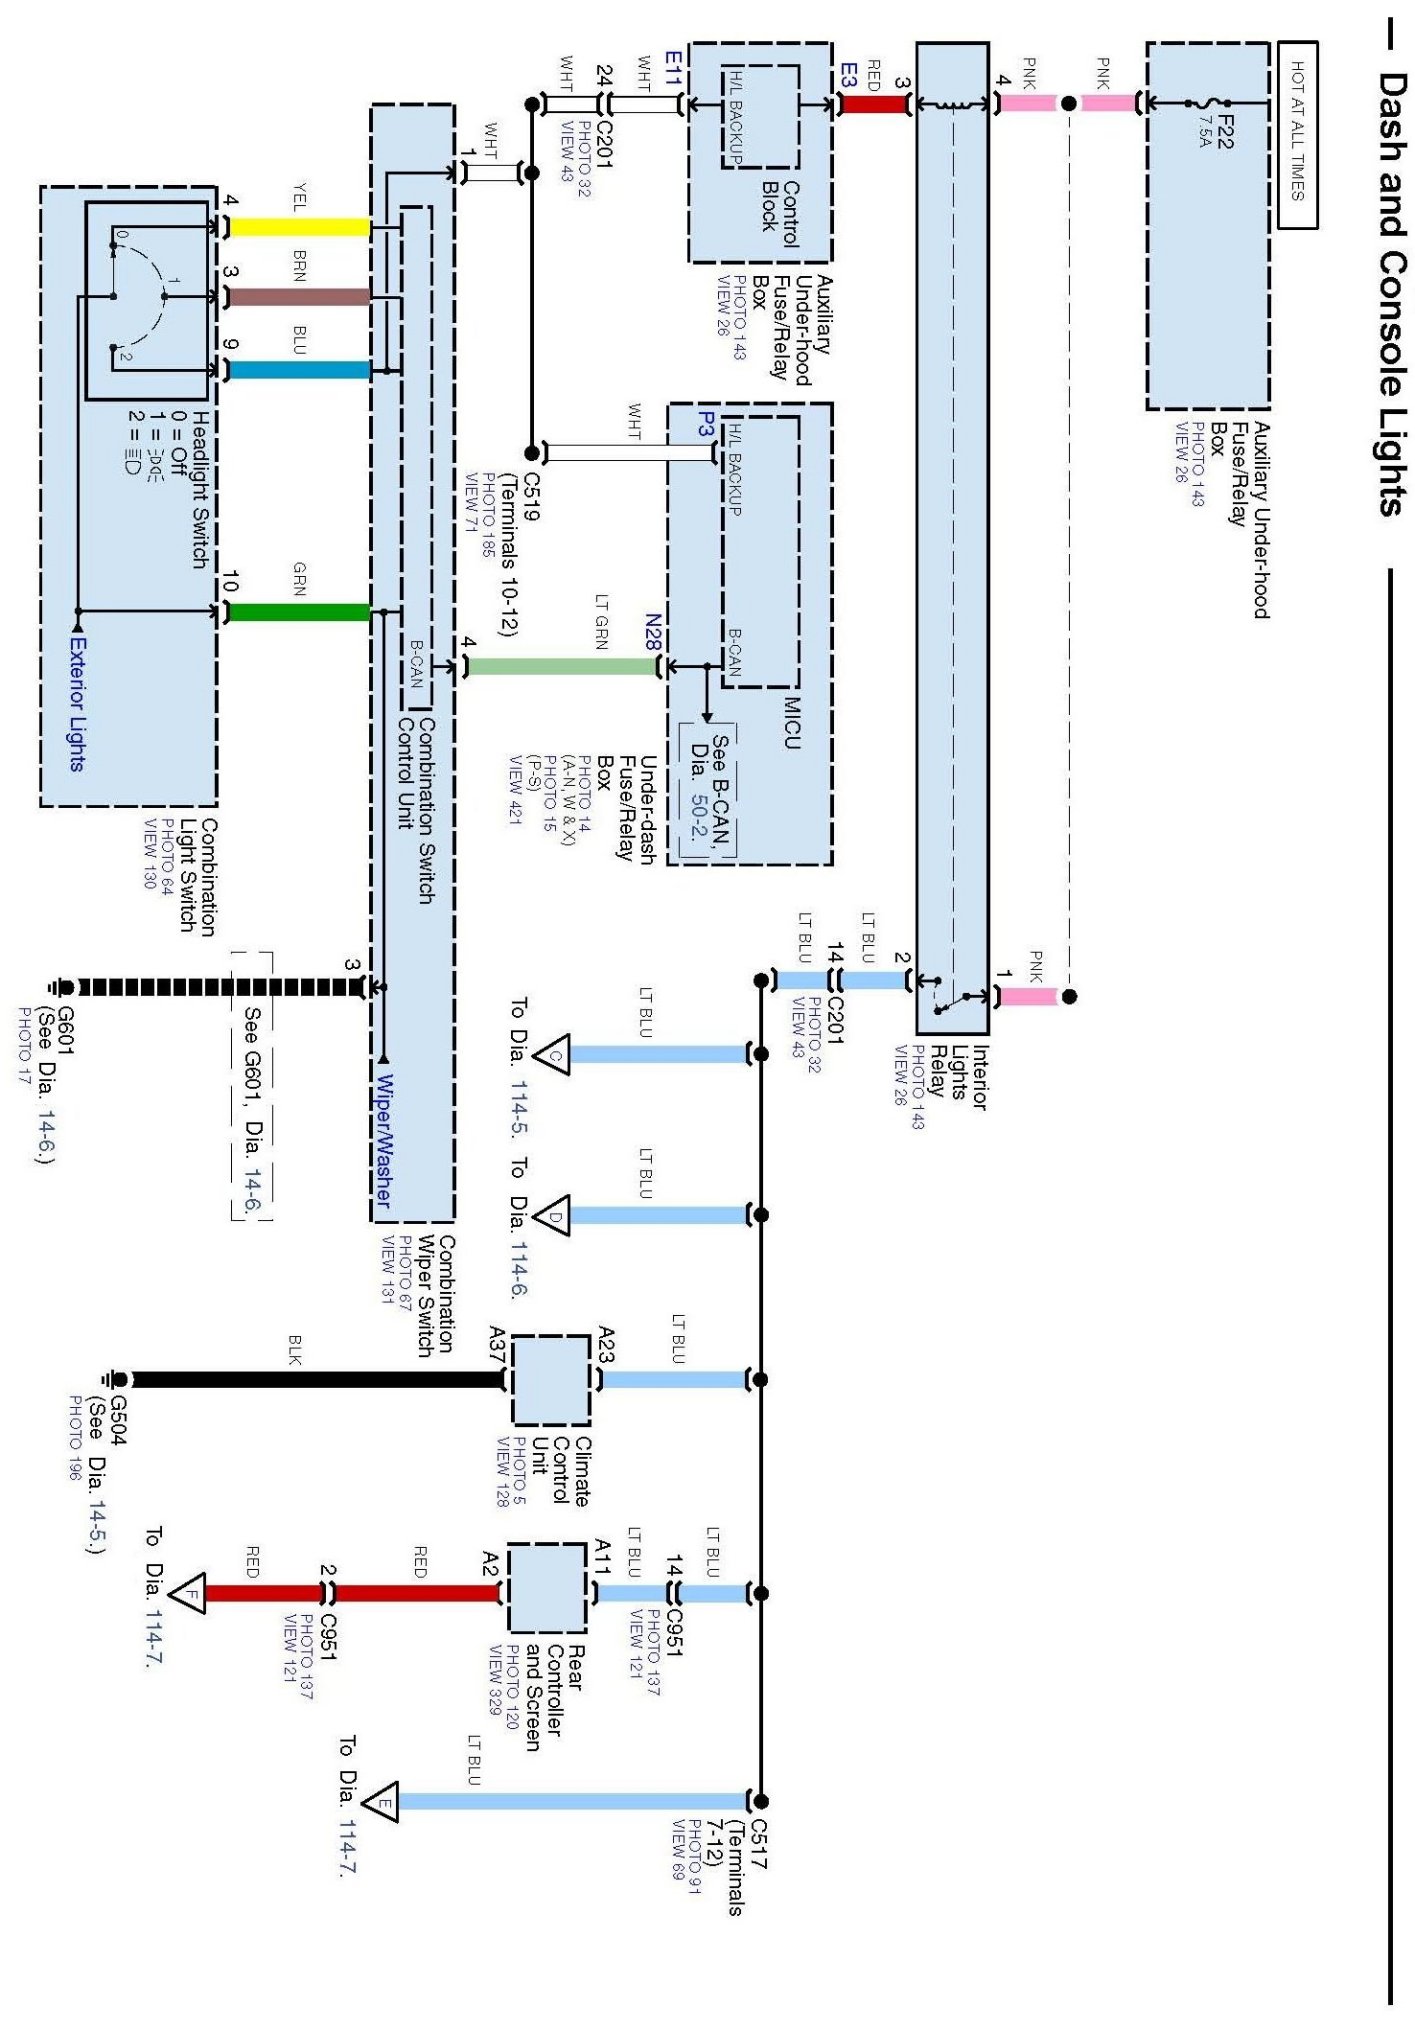 Dash and Console Lights
HOT AT ALL TIMES
F22
7.5A
Auxiliary Under-hood
Fuse/Relay
Box
PHOTO 143
VIEW 26
PNK
PNK
4
PNK
1
Interior
Lights
Relay
PHOTO 143
VIEW 26
3
RED
E3
2
LT BLU
14
C201
PHOTO 32
VIEW 43
LT BLU
H/L BACKUP
Control
Block
Auxiliary
Under-hood
Fuse/Relay
Box
PHOTO 143
VIEW 26
E11
WHT
24
C201
PHOTO 32
VIEW 43
WHT
MICU
H/L BACKUP
B-CAN
P3
See B-CAN,
Dia. 50-2.
N28
Under-dash
Fuse/Relay
Box
PHOTO 14
(A-N,W & X)
PHOTO 15
(P-S)
VIEW 421
WHT
LT GRN
C519
(Terminals 10-12)
PHOTO 185
VIEW 71
WHT
1
4
B-CAN
Combination Switch
Control Unit
Wiper/Washer
Combination
Wiper Switch
PHOTO 67
VIEW 131
3
YEL
BRN
BLU
GRN
4
3
9
10
0
1
2
Headlight Switch
0 = Off
1 =
2 =
Exterior Lights
Combination
Light Switch
PHOTO 64
VIEW 130
See G601, Dia. 14-6.
G601
(See Dia. 14-6.)
PHOTO 17
LT BLU
C
To Dia. 114-5.
LT BLU
D
To Dia. 114-6.
LT BLU
A23
Climate
Control
Unit
PHOTO 5
VIEW 128
A37
BLK
G504
(See Dia. 14-5.)
PHOTO 196
LT BLU
14
C951
PHOTO 137
VIEW 121
LT BLU
A11
Rear
Controller
and Screen
PHOTO 120
VIEW 329
A2
RED
2
C951
PHOTO 137
VIEW 121
RED
F
To Dia. 114-7.
C517
(Terminals
7-12)
PHOTO 91
VIEW 69
LT BLU
E
To Dia. 114-7.